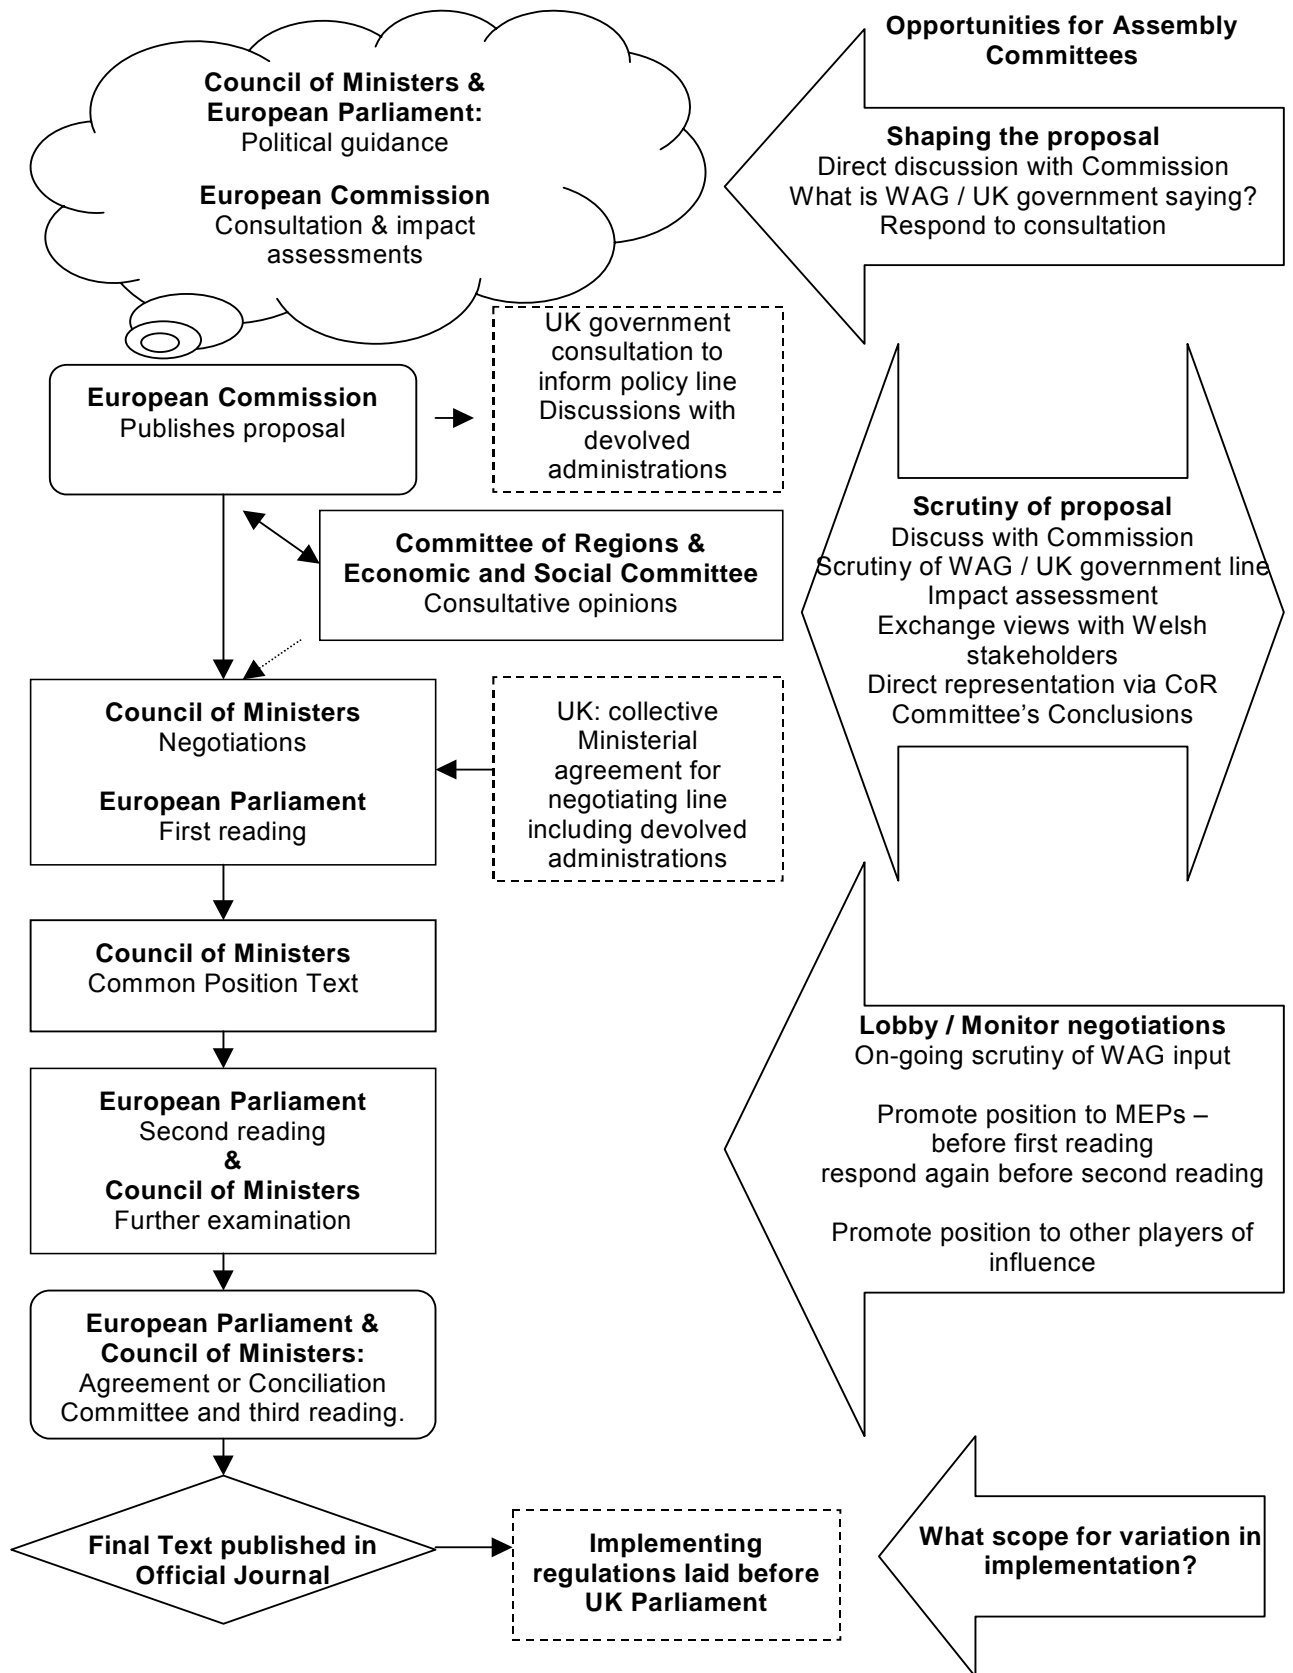 Opportunities for Assembly
Committees
Council of Ministers &
European Parliament:
Political guidance
European Commission
Consultation & impact
assessments
Shaping the proposal
Direct discussion with Commission
What is WAG / UK government saying?
Respond to consultation
UK government
consultation to
inform policy line
Discussions with
devolved
administrations
European Commission
Publishes proposal
Committee of Regions &
Economic and Social Committee
Consultative opinions
Scrutiny of proposal
Discuss with Commission
Scrutiny of WAG / UK government line
Impact assessment
Exchange views with Welsh
stakeholders
Direct representation via CoR
Committee’s Conclusions
Council of Ministers
Negotiations
European Parliament
First reading
UK: collective
Ministerial
agreement for
negotiating line
including devolved
administrations
Council of Ministers
Common Position Text
Lobby / Monitor negotiations
On-going scrutiny of WAG input
Promote position to MEPs –
before first reading
respond again before second reading
Promote position to other players of
influence
European Parliament
Second reading
&
Council of Ministers
Further examination
European Parliament &
Council of Ministers:
Agreement or Conciliation
Committee and third reading.
Final Text published in
Official Journal
Implementing
regulations laid before
UK Parliament
What scope for variation in
implementation?